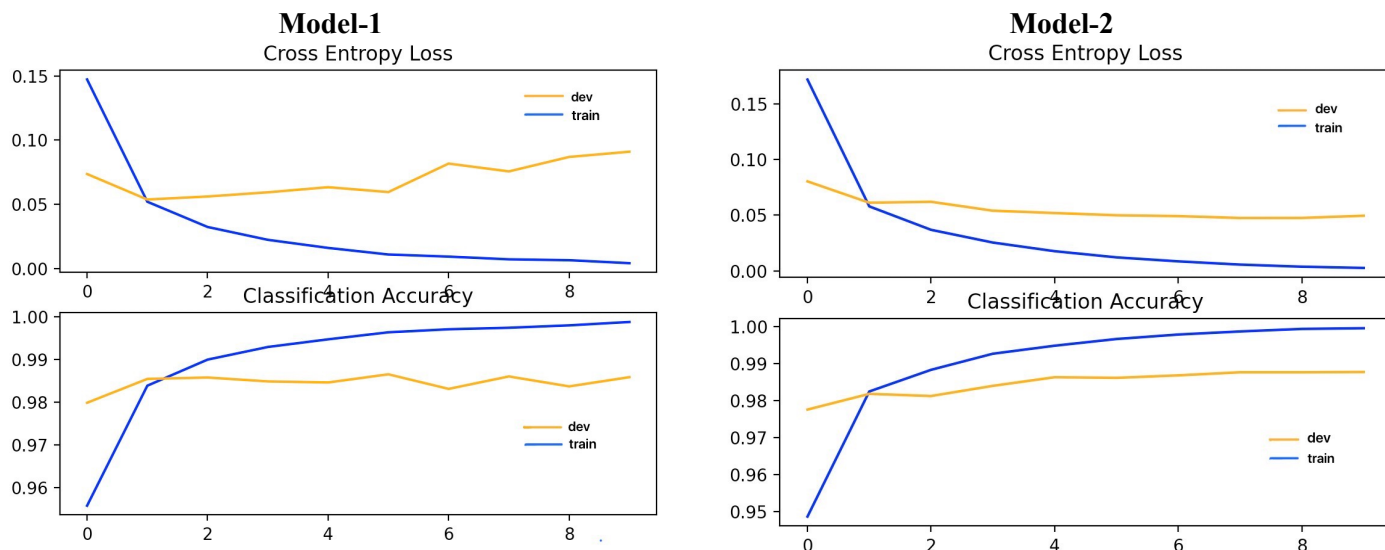 Model-1
Cross Entropy Loss
0.15
0.10
0.05
0.00
dev
train
0 2 4 6 8
Classification Accuracy
1.00
0.99
0.98
0.97
0.96
dev
train
0 2 4 6 8
Model-2
Cross Entropy Loss
0.15
0.10
0.05
0.00
dev
train
0 2 4 6 8
Classification Accuracy
1.00
0.99
0.98
0.97
0.96
0.95
dev
train
0 2 4 6 8